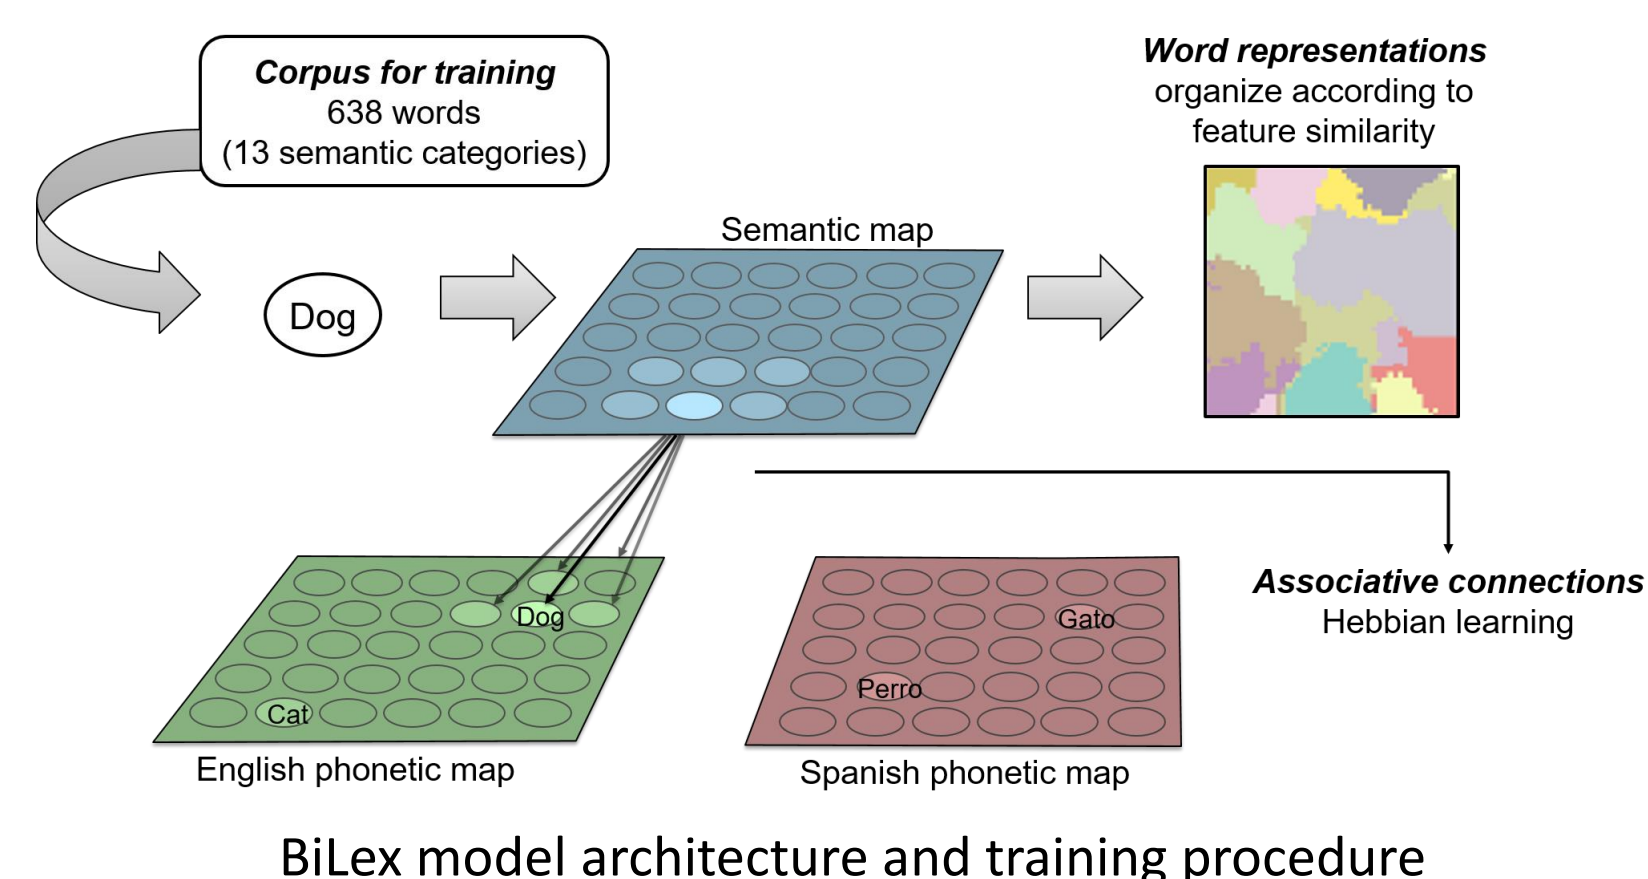 Corpus for training
638 words
(13 semantic categories)
Word representations
organize according to
feature similarity
Semantic map
Dog
Dog
Cat
English phonetic map
Gato
Perro
Spanish phonetic map
Associative connections
Hebbian learning
BiLex model architecture and training procedure